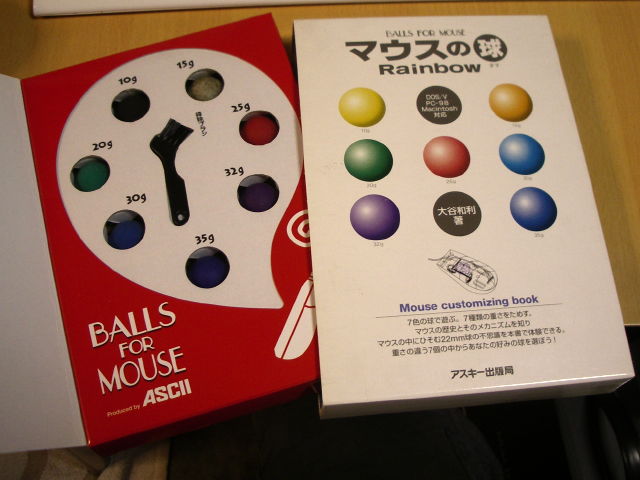 10g
15g
20g
25g
30g
32g
35g
BALLS
FOR
MOUSE
Produced by ASCII
BALLS FOR MOUSE
マウスの球
Rainbow
DOS/V
PC-98
Macintosh
対応
10g
20g
25g
32g
35g
大谷和利
著
Mouse customizing book
7色の球で遊ぶ。7種類の重さをためす。
マウスの歴史とそのメカニズムを知り
マウスの中にひそむ22mm球の不思議を本書で体験できる。
重さの違う7個の中からあなたの好みの球を選ぼう!
アスキー出版局